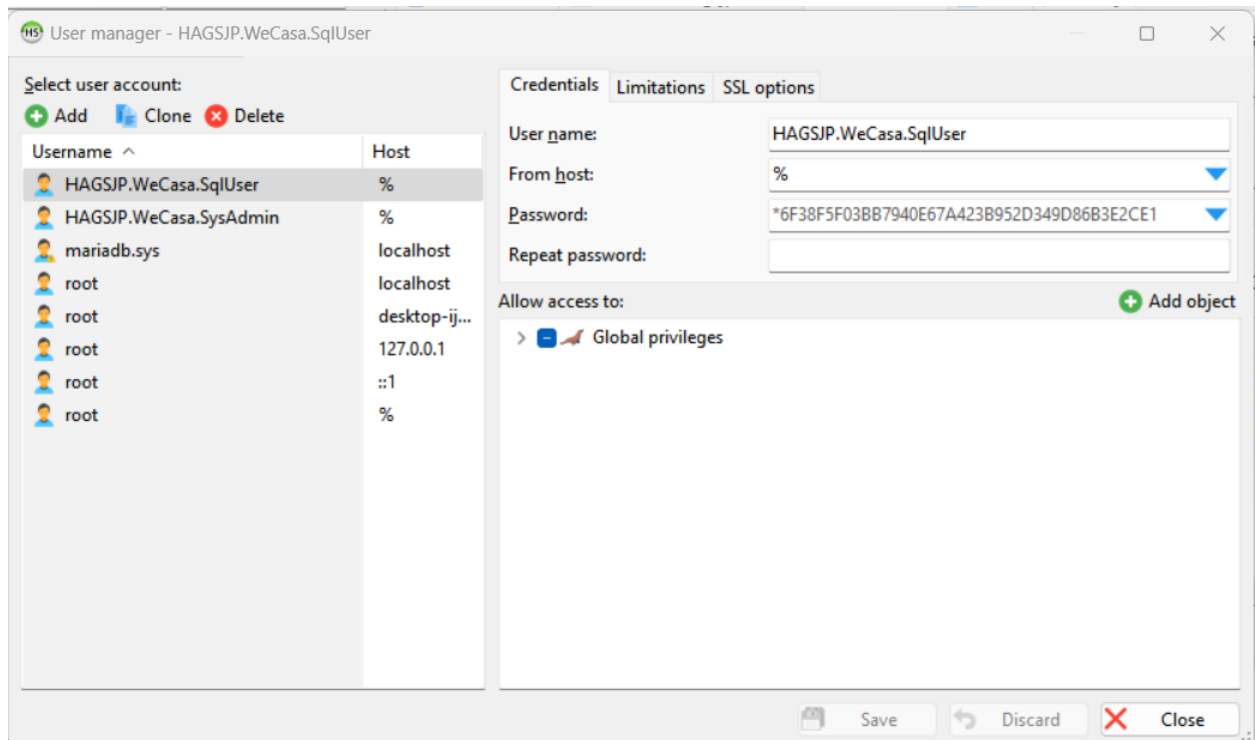 HS User manager - HAGSJP.WeCasa.SqlUser
Select user account:
Add Clone Delete
Username Host
HAGSJP.WeCasa.SqlUser %
HAGSJP.WeCasa.SysAdmin %
mariadb.sys localhost
root localhost
root desktop-ij...
root 127.0.0.1
root ::1
root %
Credentials Limitations SSL options
User name: HAGSJP.WeCasa.SqlUser
From host: %
Password: *6F38F5F03BB7940E67A423B952D349D86B3E2CE1
Repeat password:
Allow access to: Add object
Global privileges
Save Discard Close